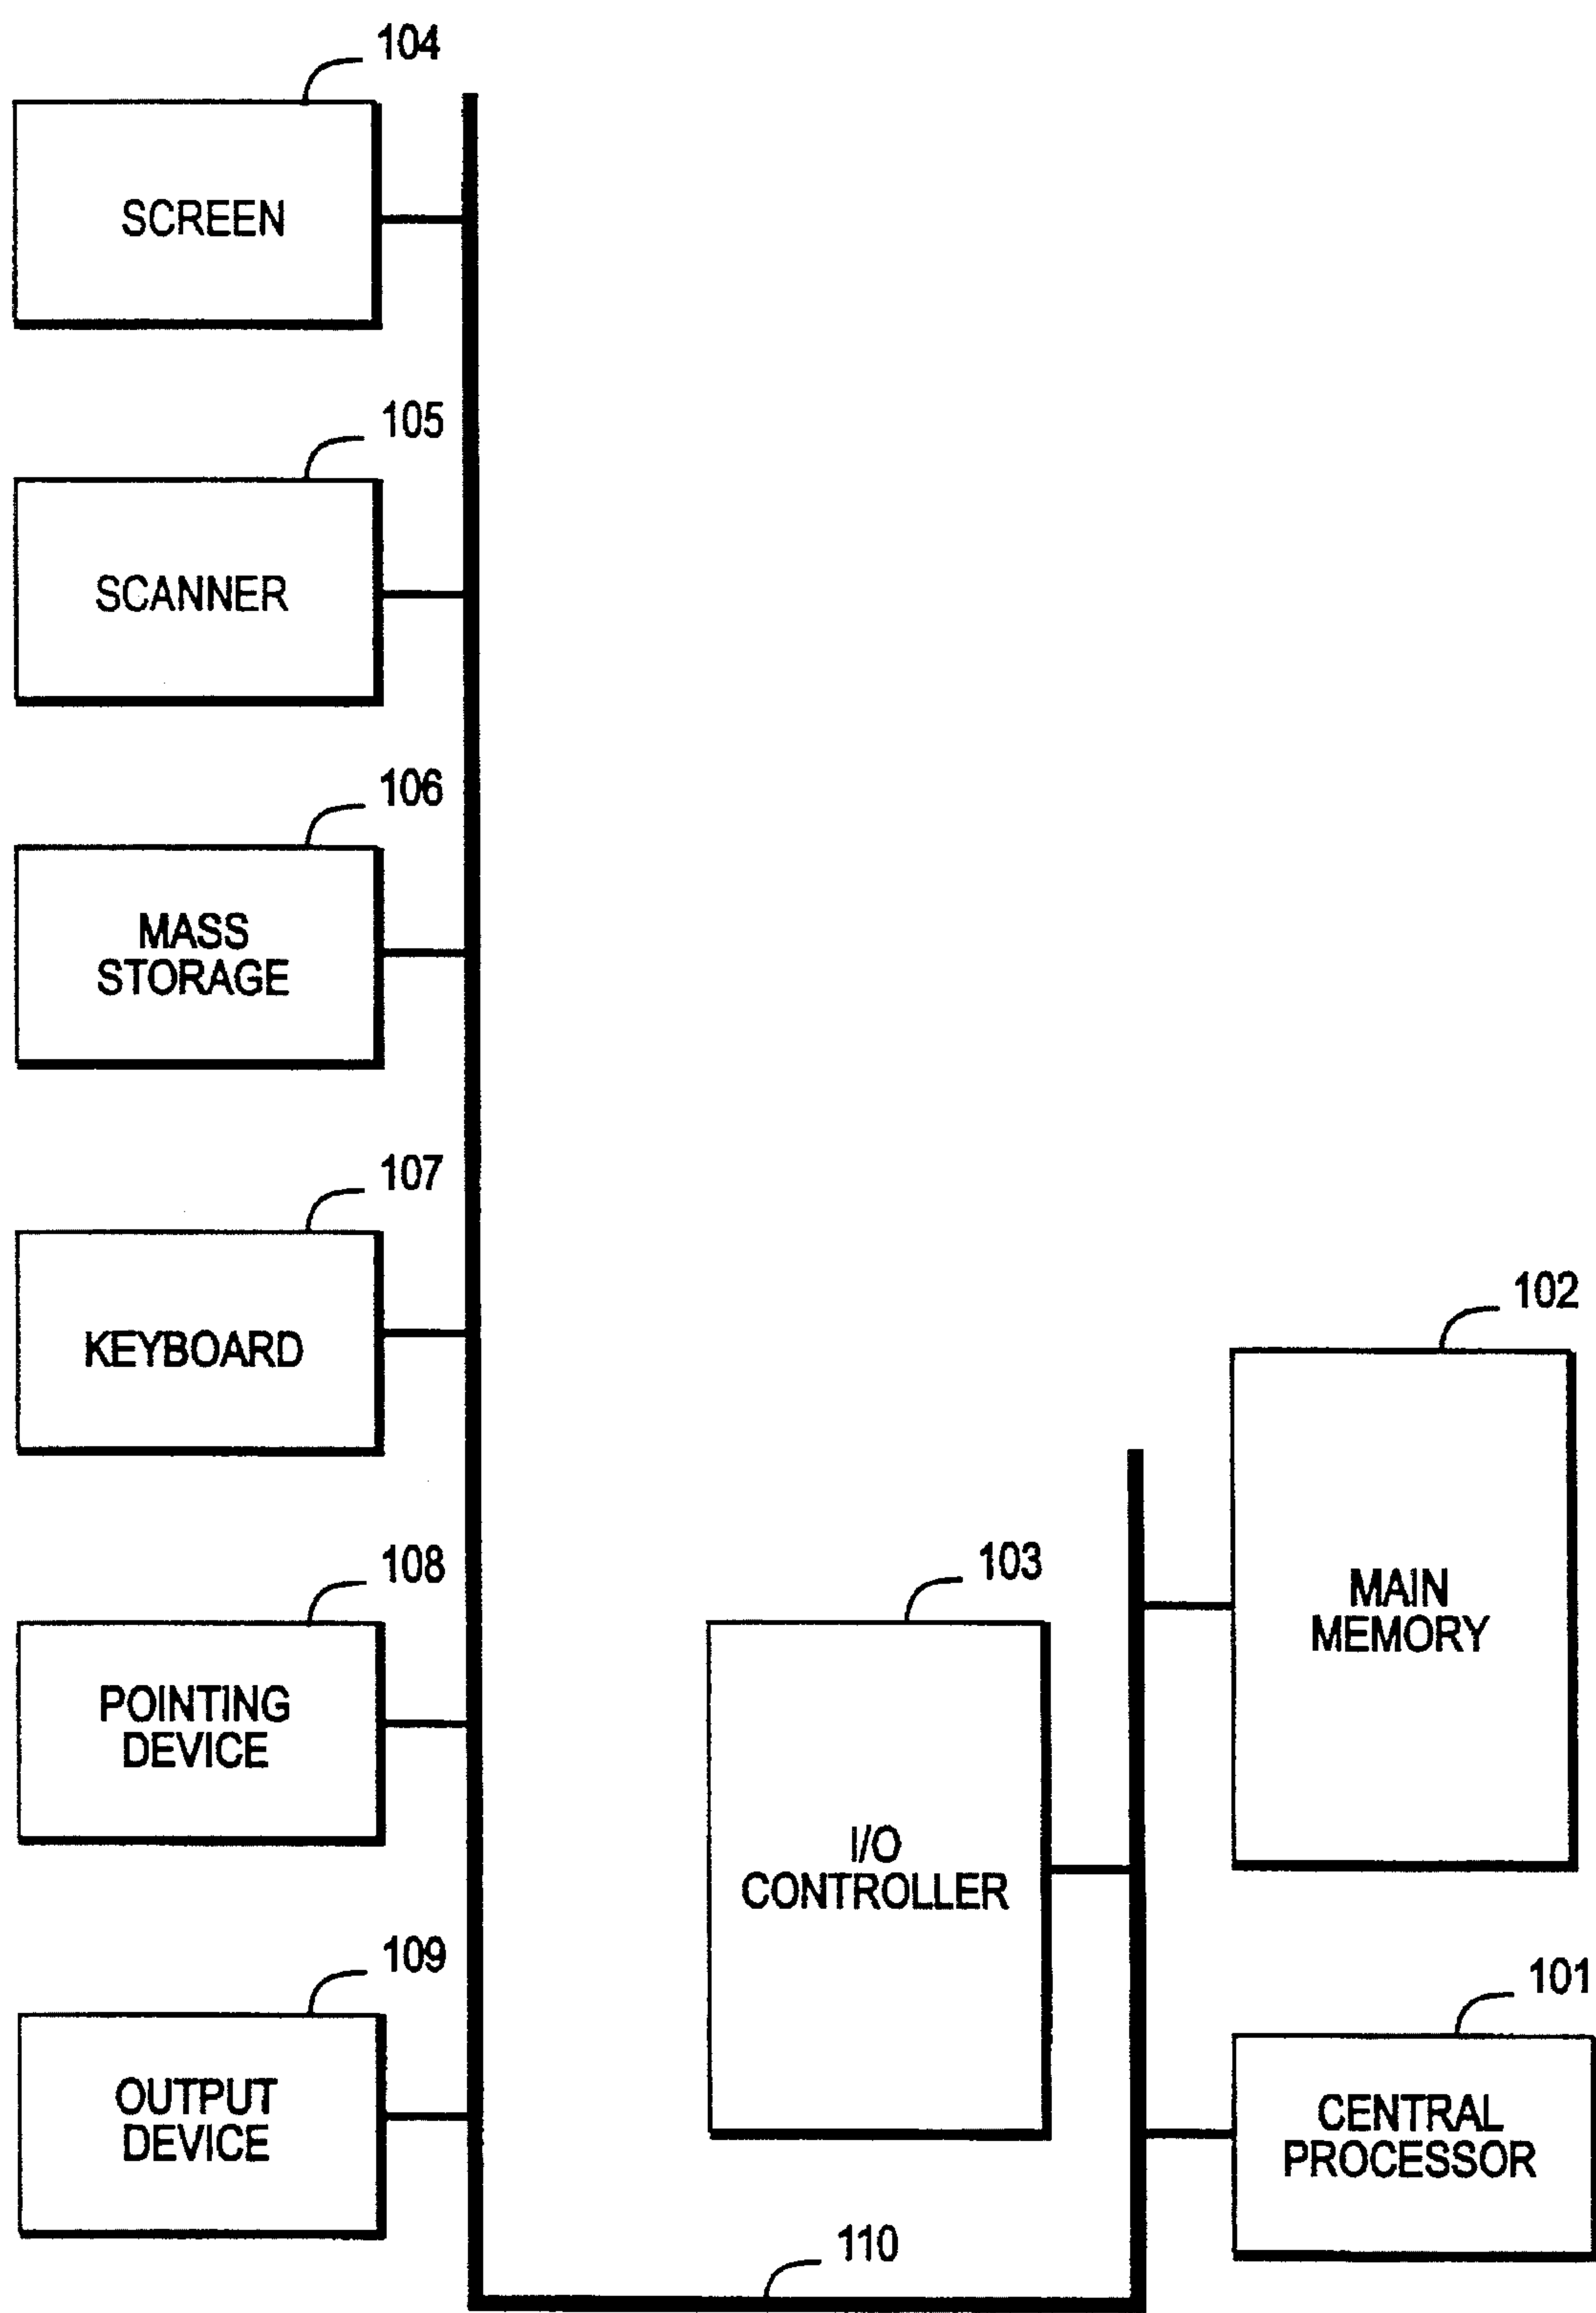 104
SCREEN
105
SCANNER
106
MASS
STORAGE
107
KEYBOARD
102
MAIN
MEMORY
108
POINTING
DEVICE
103
I/O
CONTROLLER
109
OUTPUT
DEVICE
101
CENTRAL
PROCESSOR
110